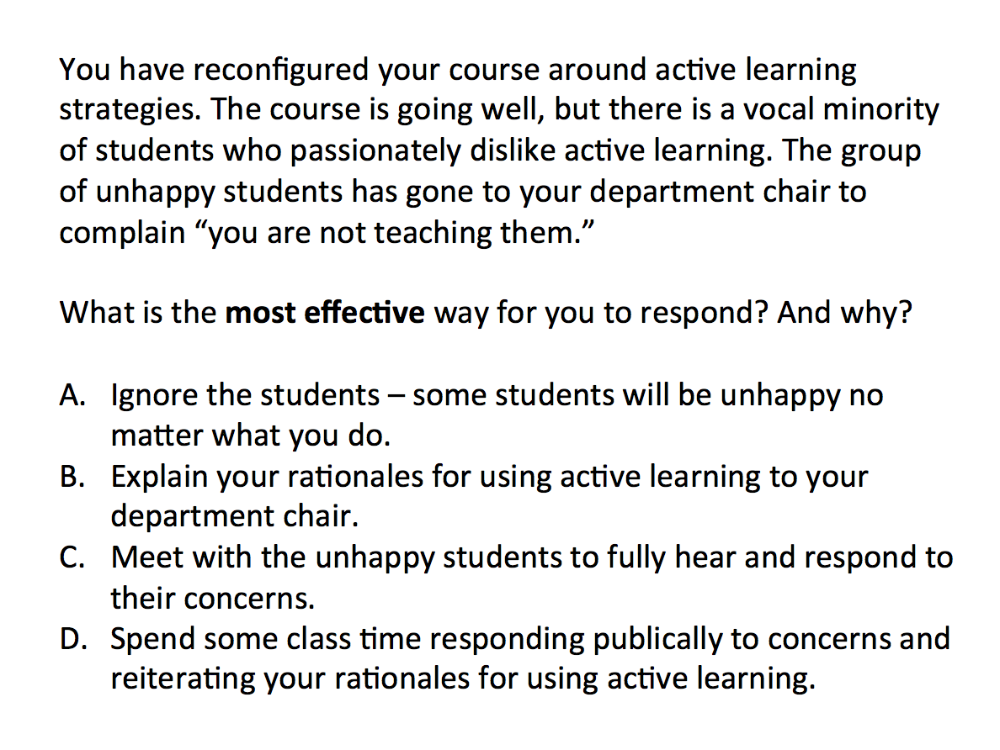 You have reconfigured your course around active learning
strategies. The course is going well, but there is a vocal minority
of students who passionately dislike active learning. The group
of unhappy students has gone to your department chair to
complain “you are not teaching them.”
What is the most effective way for you to respond? And why?
A. Ignore the students – some students will be unhappy no
matter what you do.
B. Explain your rationales for using active learning to your
department chair.
C. Meet with the unhappy students to fully hear and respond to
their concerns.
D. Spend some class time responding publically to concerns and
reiterating your rationales for using active learning.